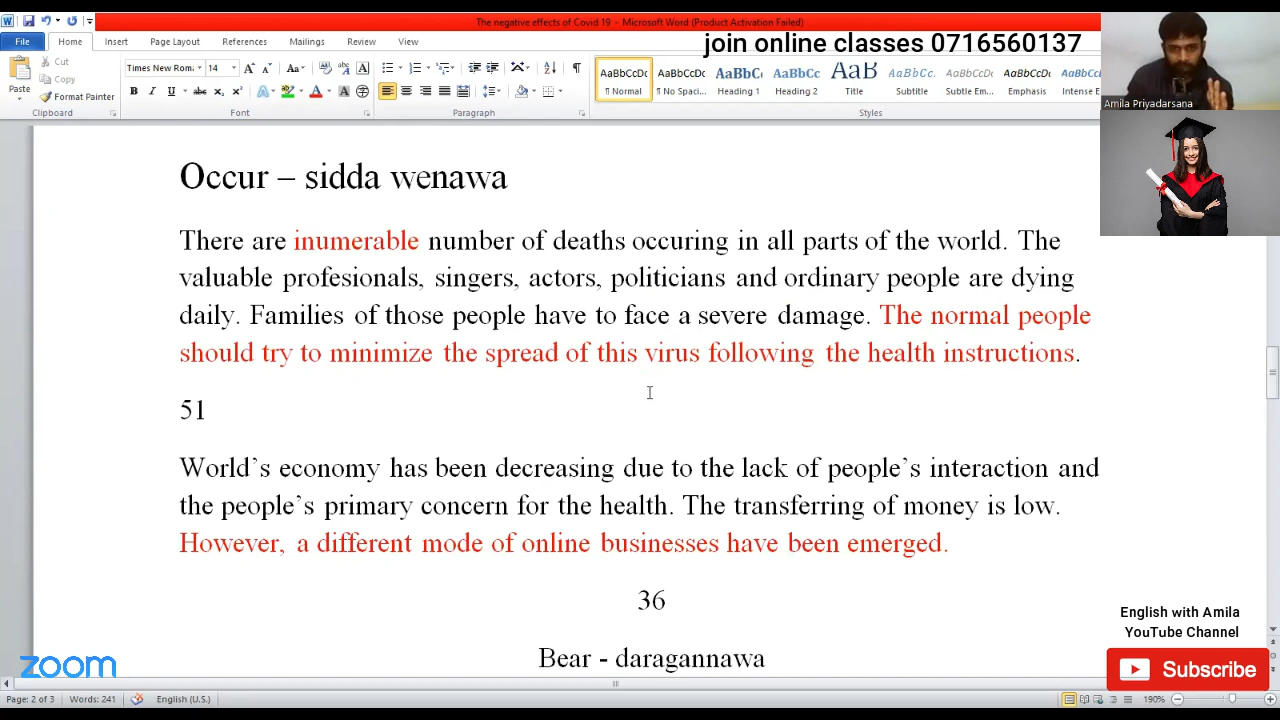 The negative effects of Covid 19 - Microsoft Word (Product Activation Failed)
File Home Insert Page Layout References Mailings Review View
join online classes 0716560137
Cut
Copy
Format Painter
Paste
Times New Rom 14
AaBbCcDc AaBbCcDc AaBbC AaBbCc AaB AaBbCc. AaBbCcDc AaBbCcDc AaBbCcD
¶ Normal ¶ No Spaci... Heading 1 Heading 2 Title Subtitle Subtle Em... Emphasis Intense E
Clipboard Font Paragraph Styles
Amila Priyadarsana
Occur – sidda wenawa
There are inumerable number of deaths occuring in all parts of the world. The
valuable profesionals, singers, actors, politicians and ordinary people are dying
daily. Families of those people have to face a severe damage. The normal people
should try to minimize the spread of this virus following the health instructions.
51
World’s economy has been decreasing due to the lack of people’s interaction and
the people’s primary concern for the health. The transferring of money is low.
However, a different mode of online businesses have been emerged.
36
Bear - daragannawa
English with Amila
YouTube Channel
Subscribe
zoom
Page: 2 of 3 Words: 241 English (U.S.) 190%